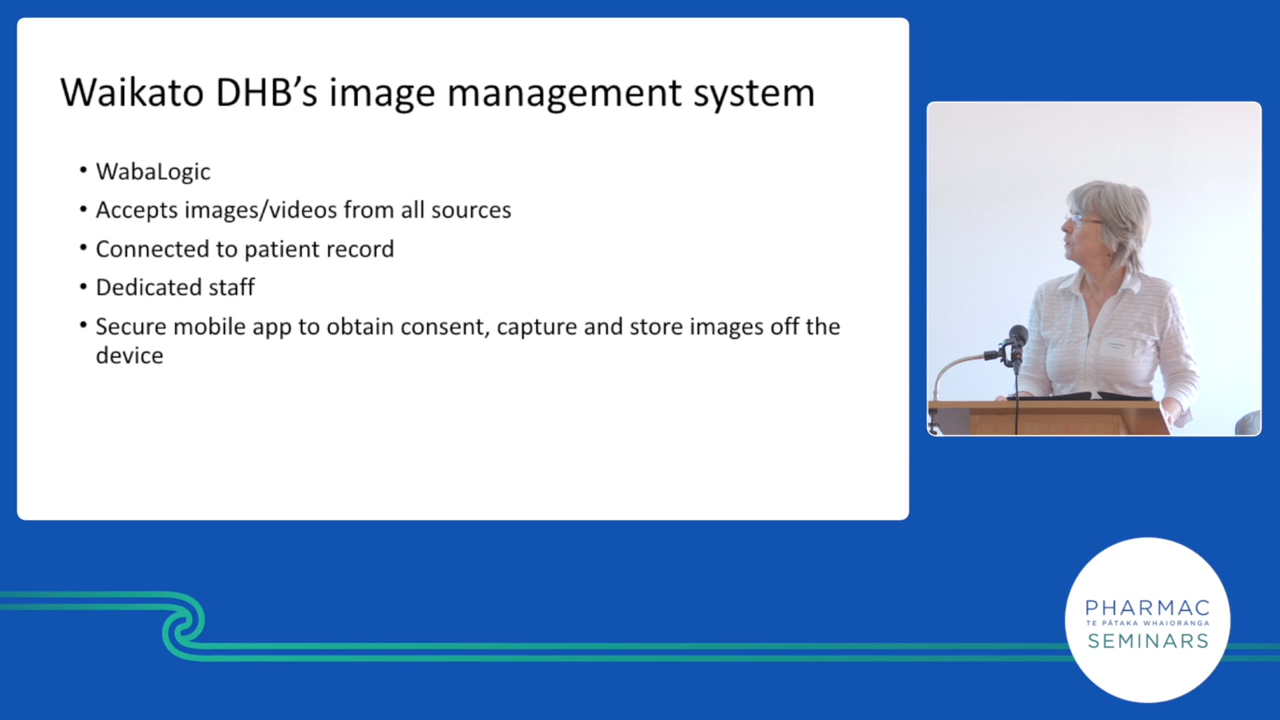 Waikato DHB’s image management system
• WabaLogic
• Accepts images/videos from all sources
• Connected to patient record
• Dedicated staff
• Secure mobile app to obtain consent, capture and store images off the
device
PHARMAC
TE PĀTAKA WHAIORANGA
SEMINARS